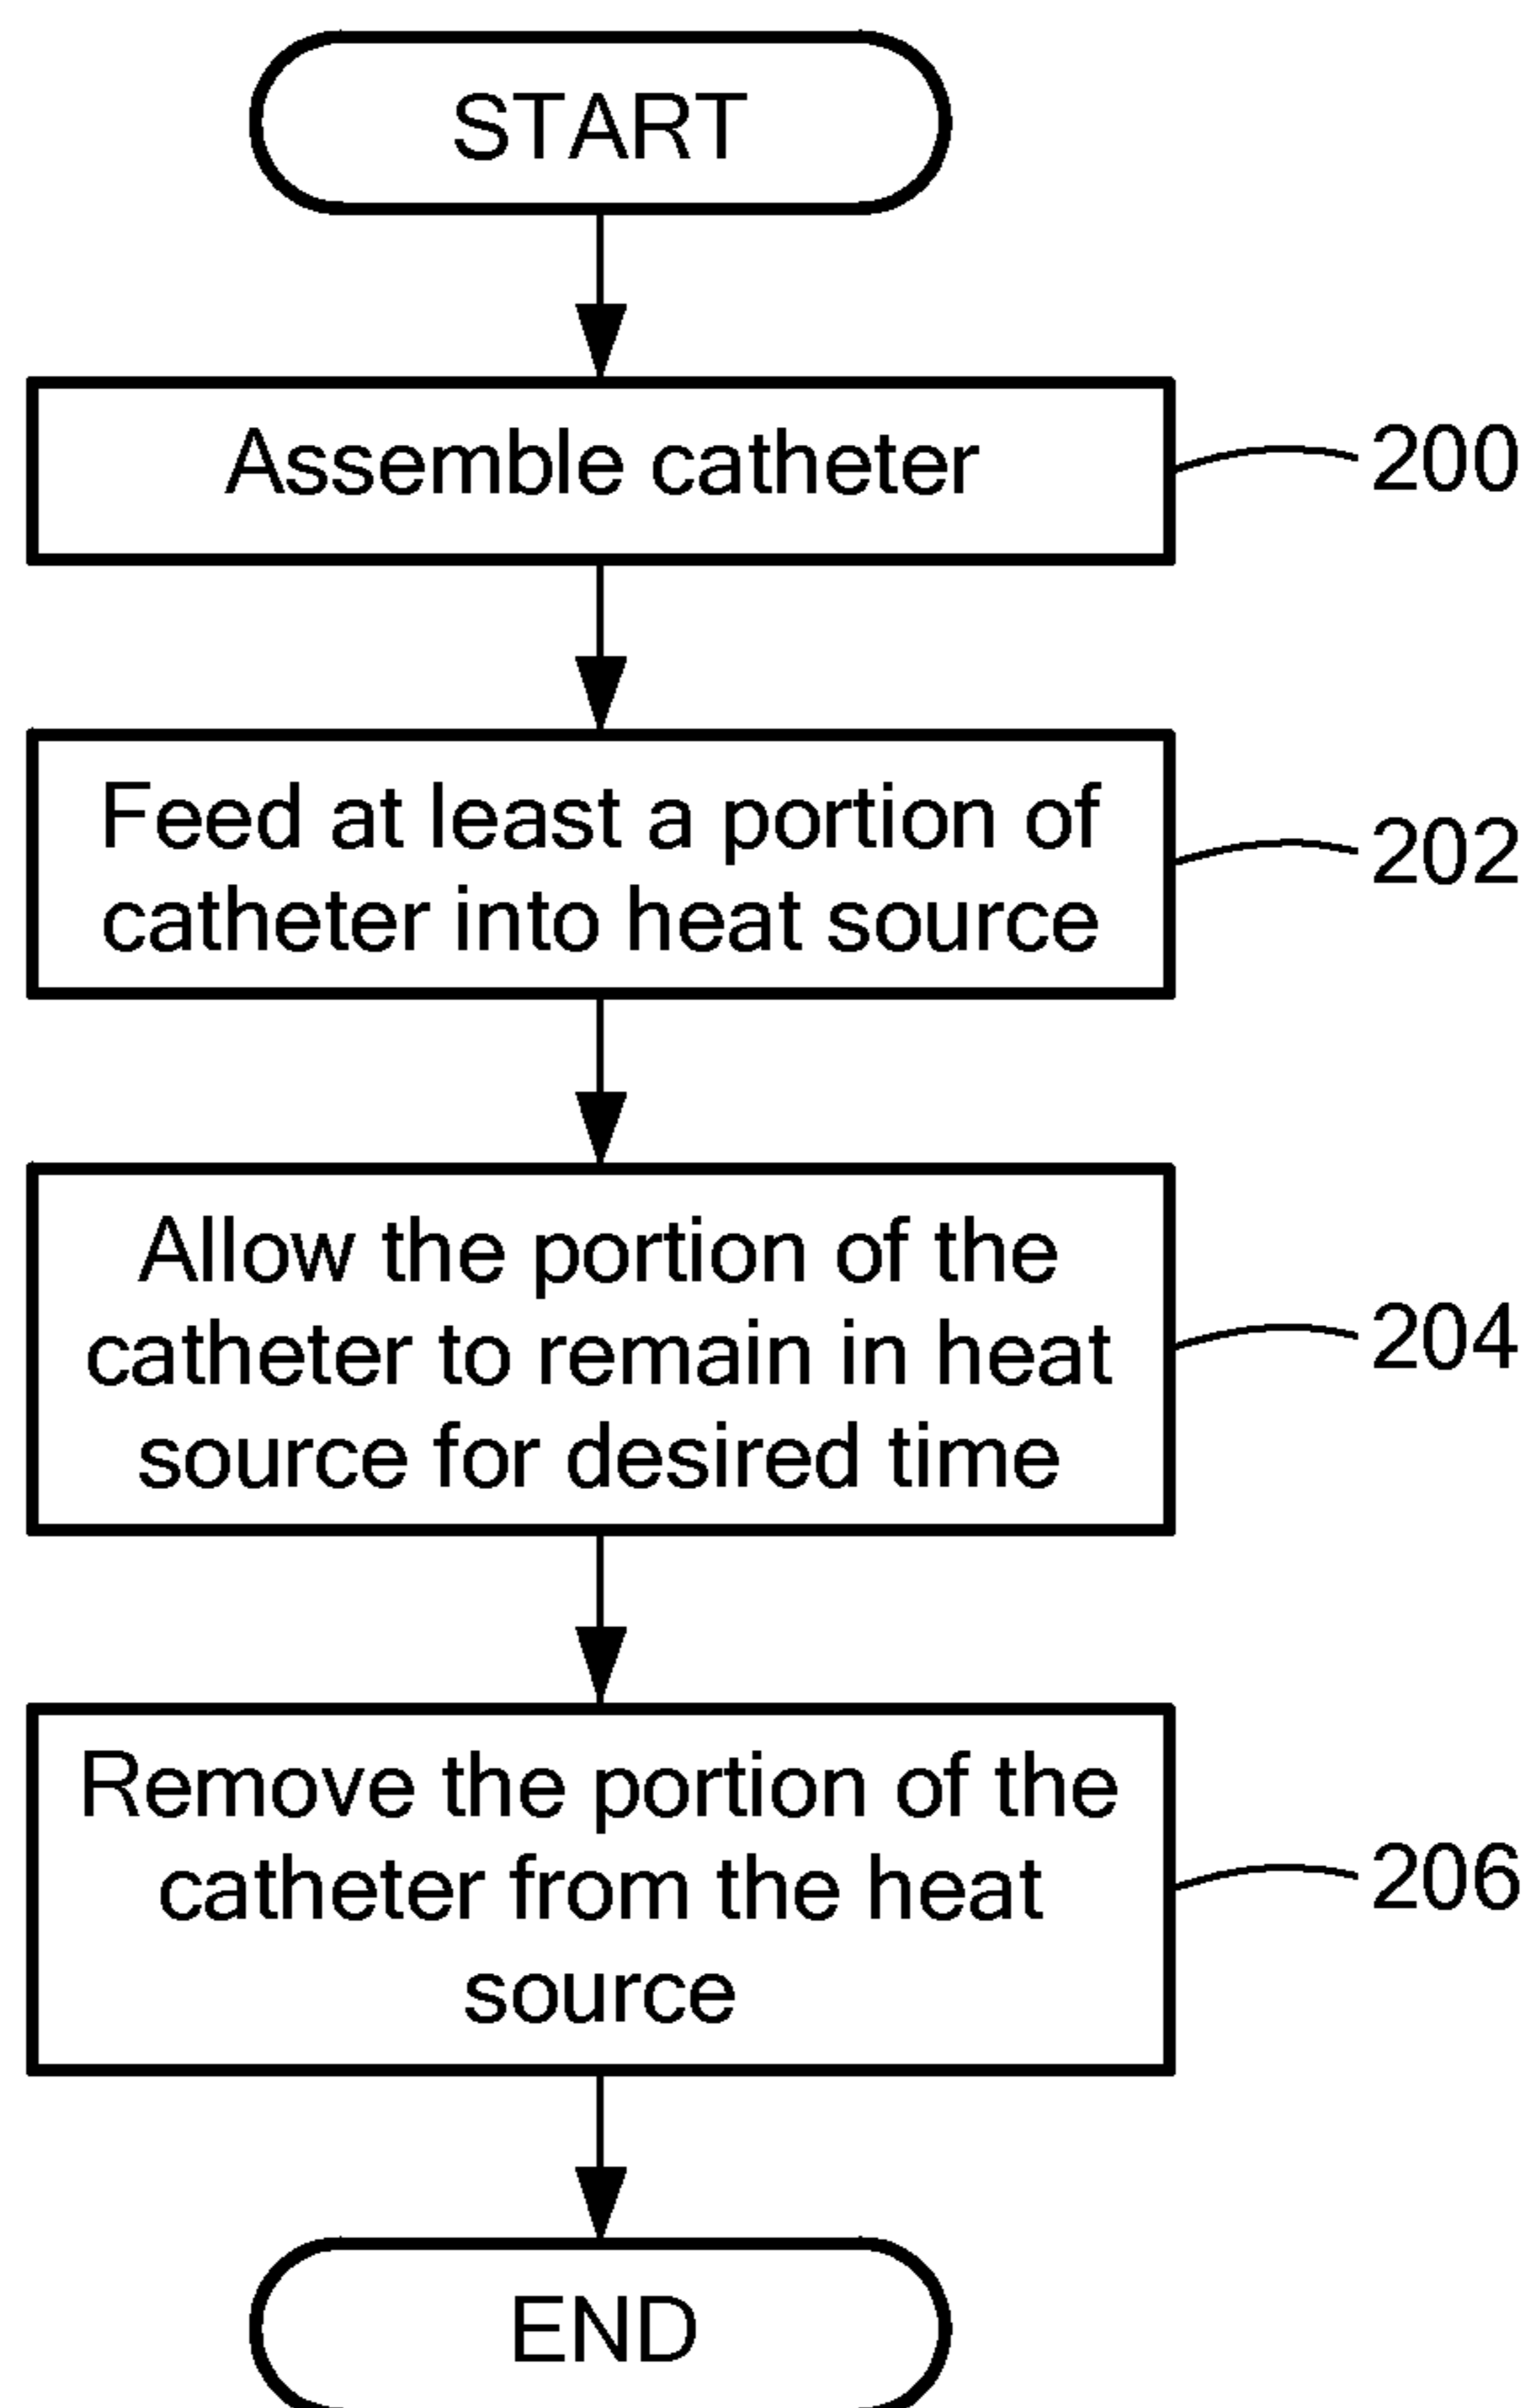 START
Assemble catheter
200
Feed at least a portion of
catheter into heat source
202
Allow the portion of the
catheter to remain in heat
source for desired time
204
Remove the portion of the
catheter from the heat
source
206
END